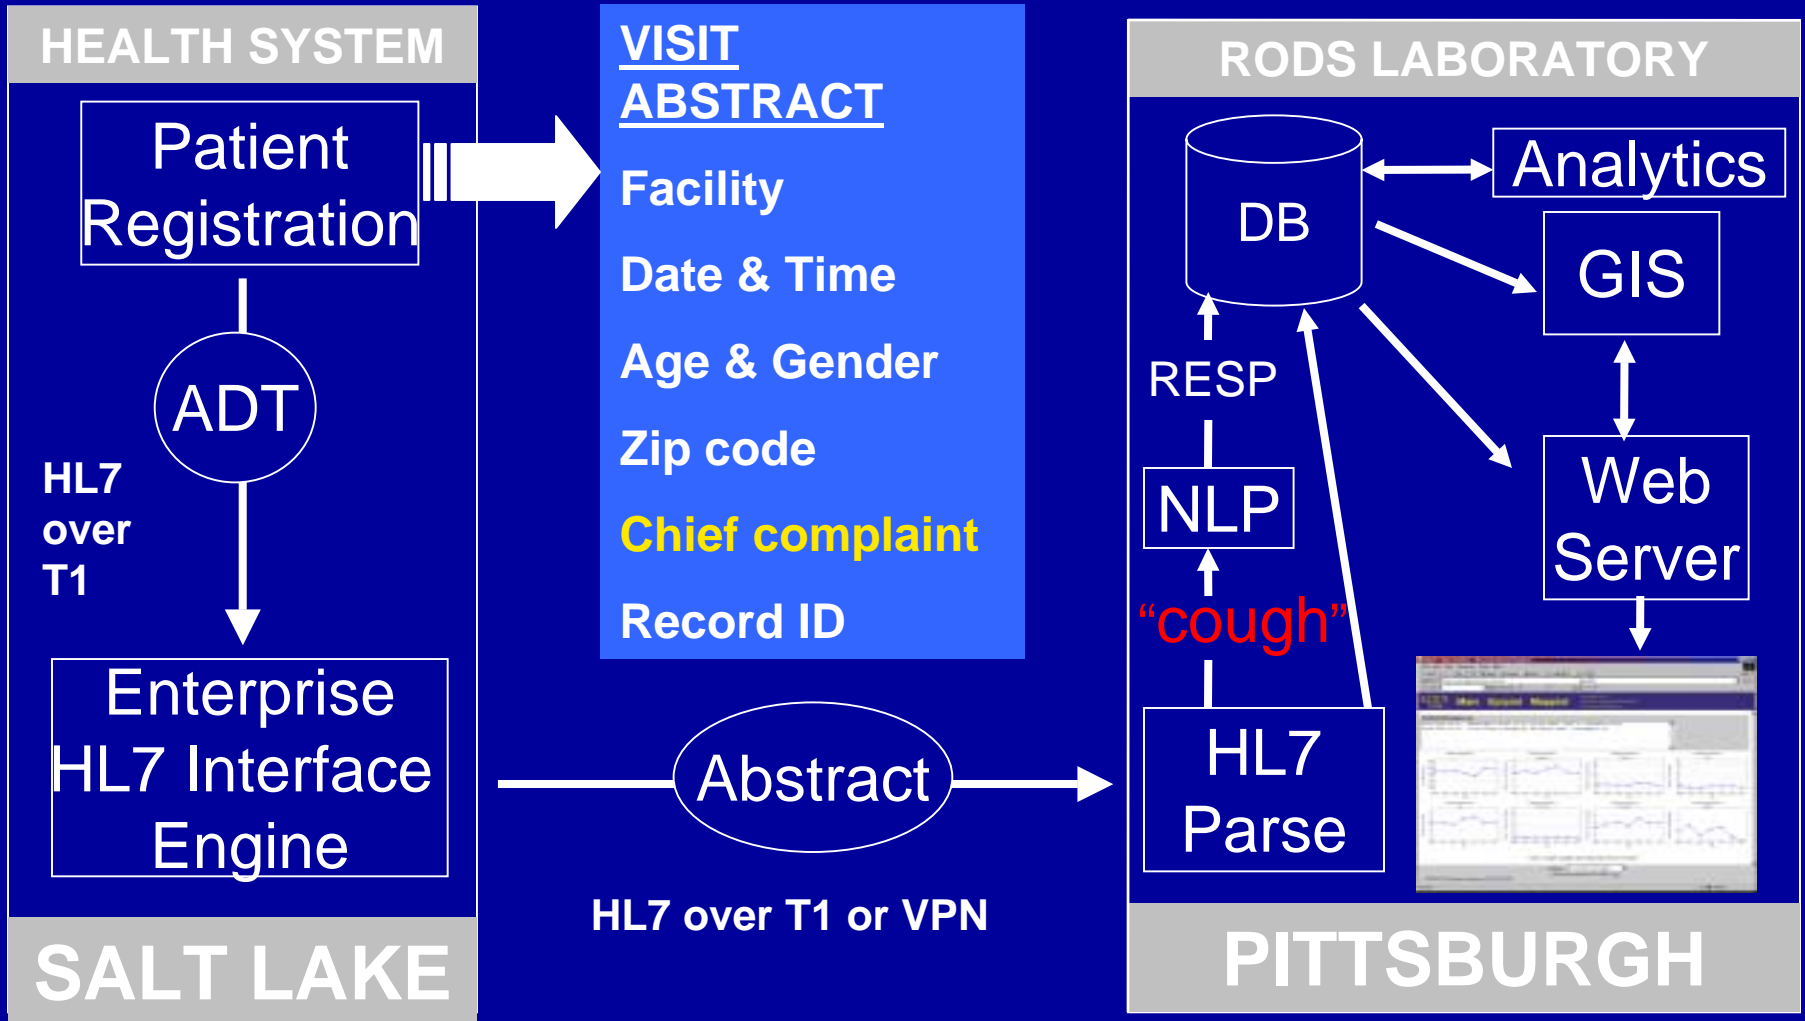 HEALTH SYSTEM
Patient
Registration
ADT
HL7
over
T1
Enterprise
HL7 Interface
Engine
SALT LAKE
VISIT
ABSTRACT
Facility
Date & Time
Age & Gender
Zip code
Chief complaint
Record ID
Abstract
HL7 over T1 or VPN
RODS LABORATORY
DB
Analytics
GIS
RESP
NLP
Web
Server
“cough”
HL7
Parse
PITTSBURGH